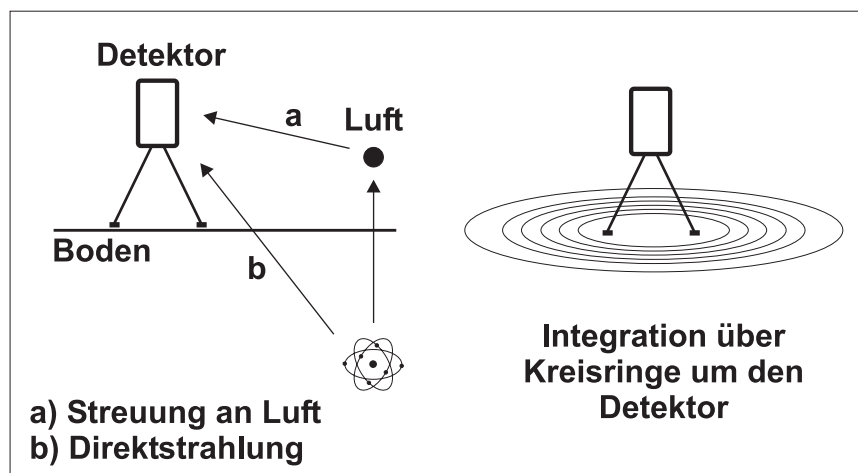 Detektor
a
Luft
Boden
b
a) Streuung an Luft
b) Direktstrahlung
Integration über
Kreisringe um den
Detektor